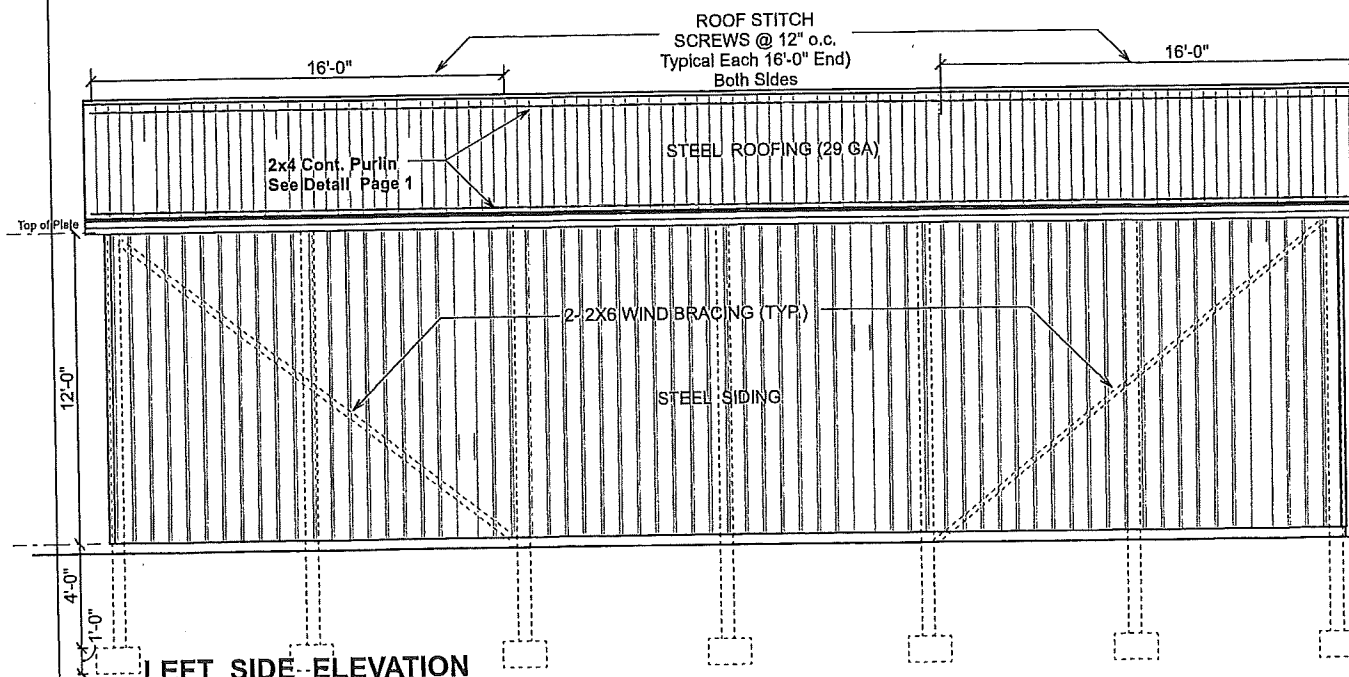 ROOF STITCH
SCREWS @ 12" o.c.
Typical Each 16'-0" End)
Both Sides
16'-0"
16'-0"
STEEL ROOFING (29 GA)
2x4 Cont. Purlin
See Detail Page 1
Top of Plate
2- 2X6 WIND BRACING (TYP.)
12'-0"
STEEL SIDING
4'-0"
1'-0"
LEFT SIDE ELEVATION